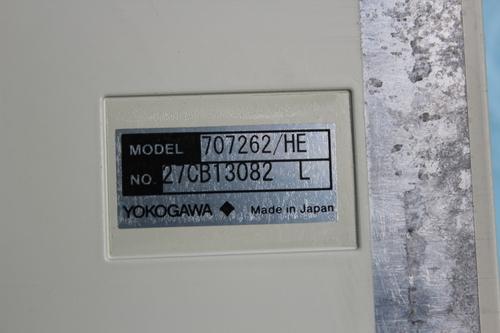 MODEL 707262/HE
NO. 27CB13082 L
YOKOGAWA ◆ Made in Japan